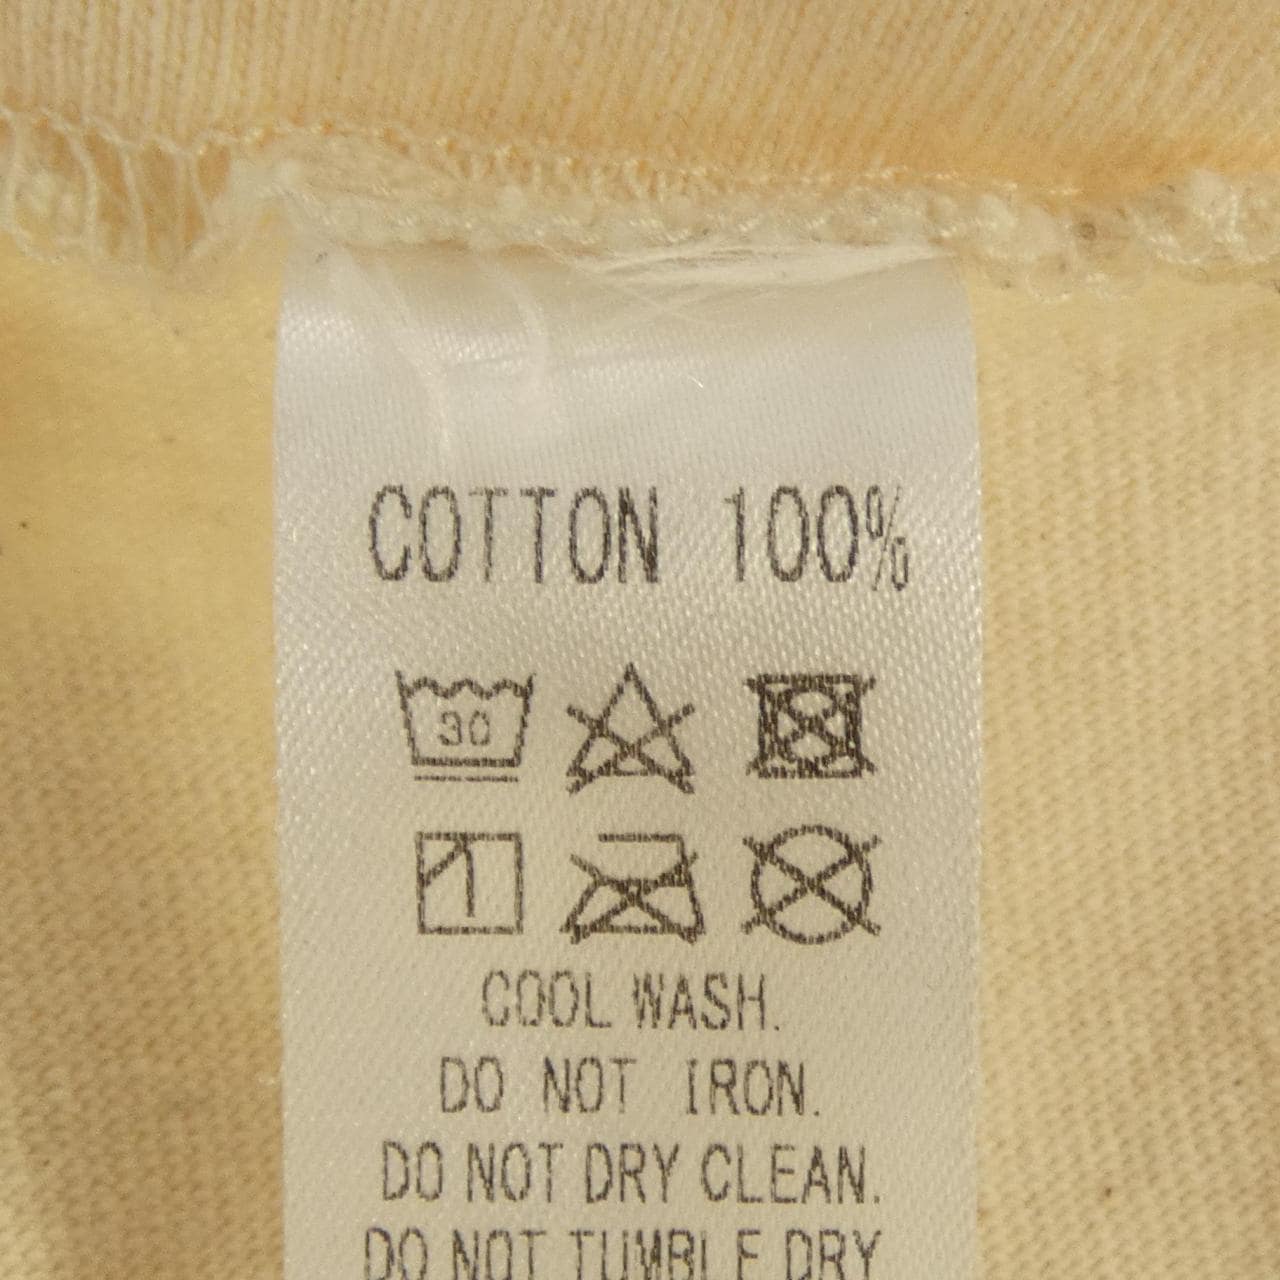 COTTON 100%
30
COOL WASH.
DO NOT IRON.
DO NOT DRY CLEAN.
DO NOT TUMBLE DRY